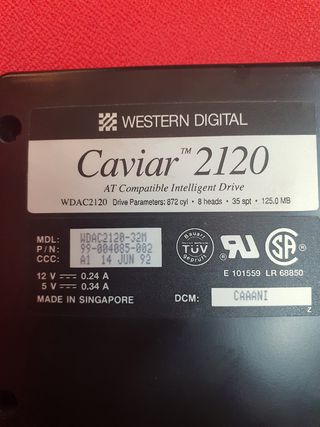 WESTERN DIGITAL
Caviar™ 2120
AT Compatible Intelligent Drive
WDAC2120 Drive Parameters: 872 cyl • 8 heads • 35 spt • 125.0 MB
MDL: WDAC2120-32M
P/N: 99-004085-002
CCC: A1 14 JUN 92
Bauart
TÜV
geprüft
RU
SA
E 101559 LR 68850
12 V 0.24 A
5 V 0.34 A
MADE IN SINGAPORE
DCM: CAAANI
Z